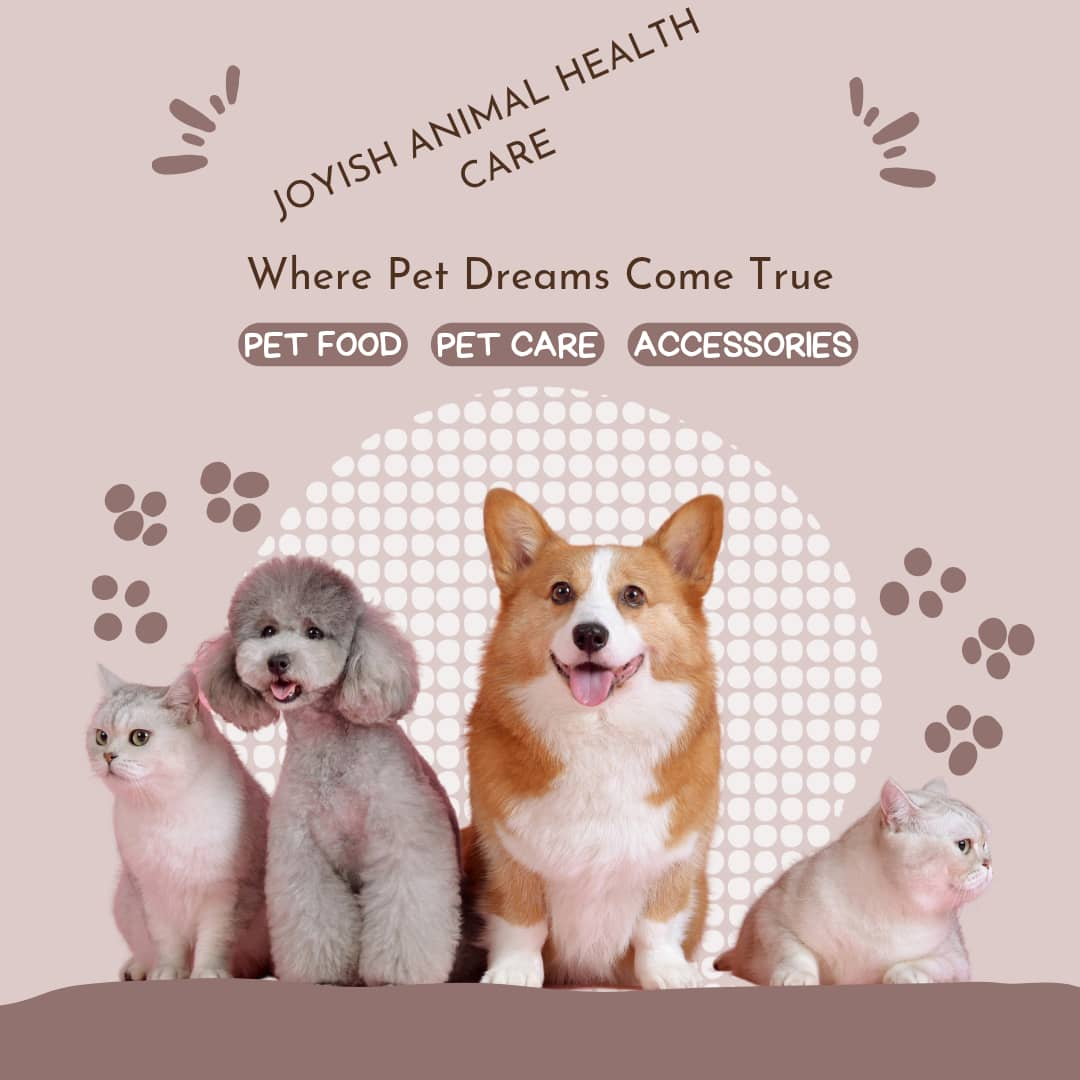 JOYISH ANIMAL HEALTH
CARE
Where Pet Dreams Come True
PET FOOD PET CARE ACCESSORIES